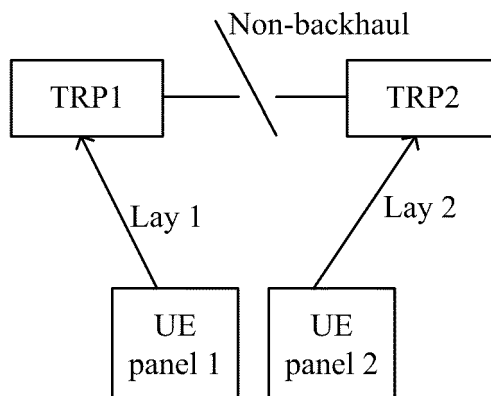 Non-backhaul
TRP1
TRP2
Lay 1
Lay 2
UE
panel 1
UE
panel 2